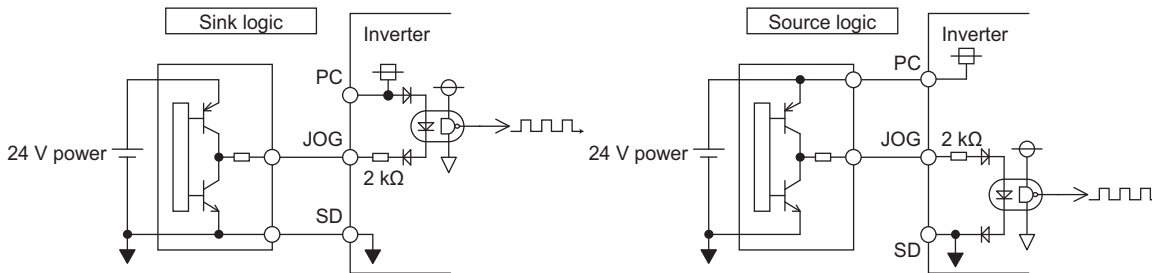 Sink logic
Inverter
PC
24 V power
JOG
2 kΩ
SD
Source logic
Inverter
PC
24 V power
JOG
2 kΩ
SD